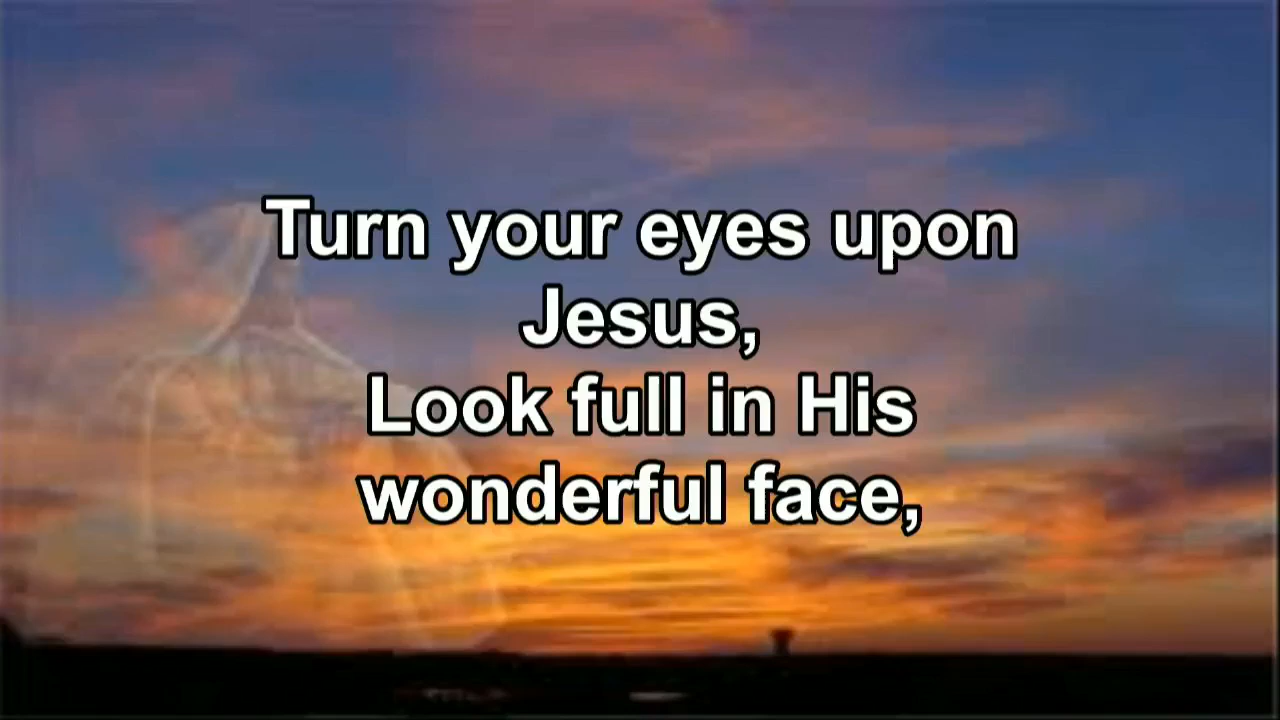 Turn your eyes upon
Jesus,
Look full in His
wonderful face,